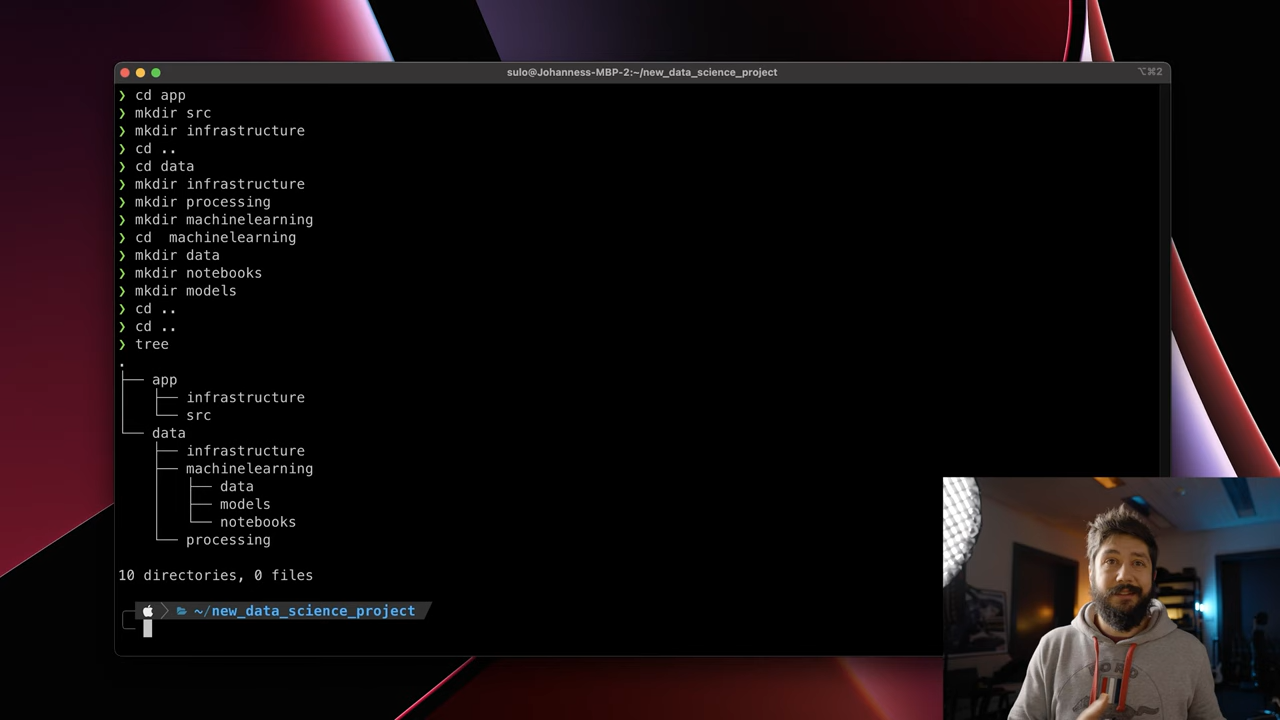 sulo@Johanness-MBP-2:~/new_data_science_project
⌥⌘2
❯ cd app
❯ mkdir src
❯ mkdir infrastructure
❯ cd ..
❯ cd data
❯ mkdir infrastructure
❯ mkdir processing
❯ mkdir machinelearning
❯ cd  machinelearning
❯ mkdir data
❯ mkdir notebooks
❯ mkdir models
❯ cd ..
❯ cd ..
❯ tree
.
├── app
│   ├── infrastructure
│   └── src
└── data
    ├── infrastructure
    ├── machinelearning
    │   ├── data
    │   ├── models
    │   └── notebooks
    └── processing
10 directories, 0 files
~/new_data_science_project
FORD